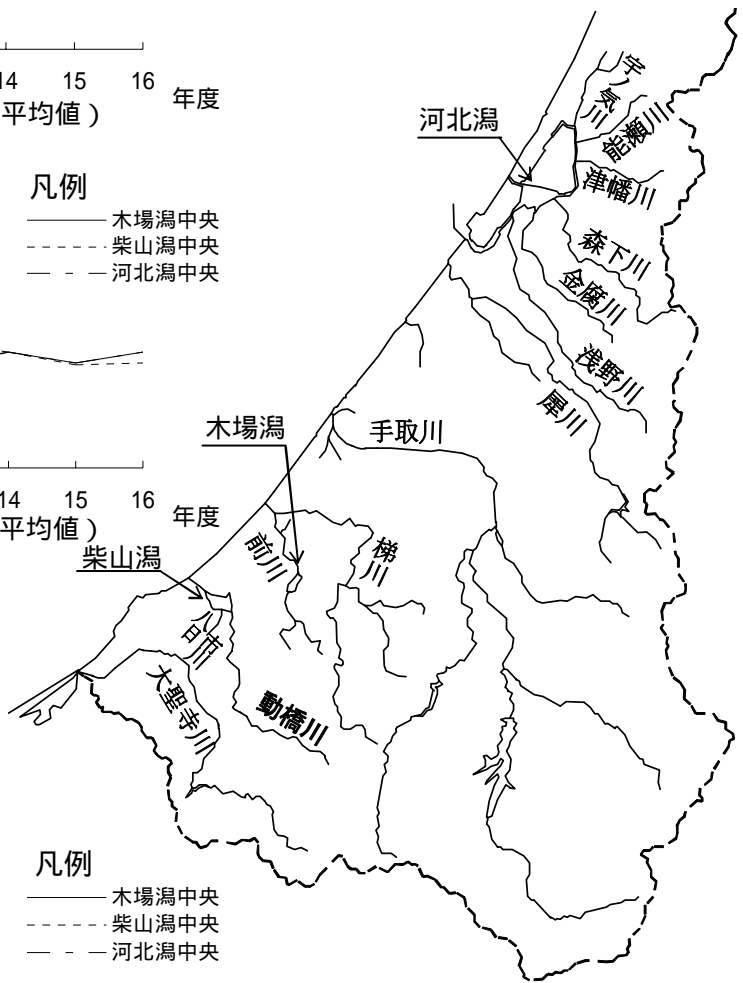 14 15 16 年度
平均値）
凡例
木場潟中央
柴山潟中央
河北潟中央
14 15 16 年度
平均値）
河北潟
宇ノ気川
能瀬川
津幡川
森下川
金腐川
浅野川
犀川
手取川
木場潟
前川
梯川
柴山潟
八日市川
動橋川
大聖寺川
凡例
木場潟中央
柴山潟中央
河北潟中央